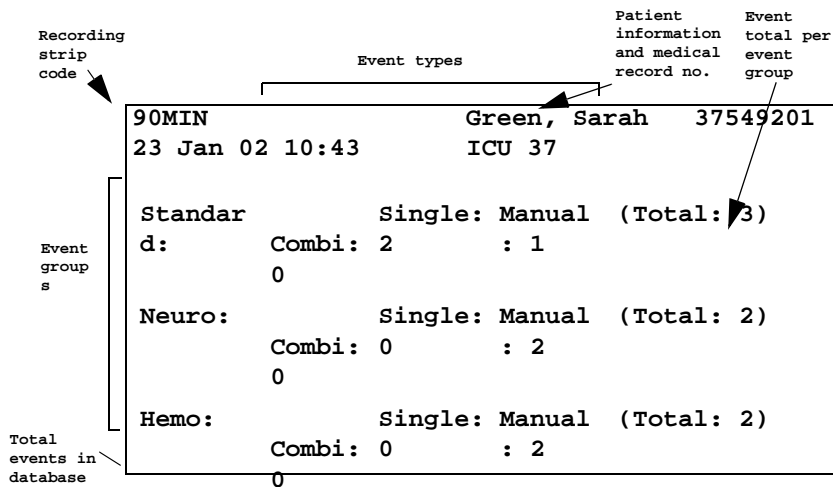 Recording
strip
code
Event types
Patient
information
and medical
record no.
Event
total per
event
group
90MIN Green, Sarah 37549201
23 Jan 02 10:43 ICU 37
Event
group
s
Standar Single: Manual (Total: 3)
d: Combi: 2 : 1
0
Neuro: Single: Manual (Total: 2)
Combi: 0 : 2
0
Hemo: Single: Manual (Total: 2)
Combi: 0 : 2
0
Total
events in
database